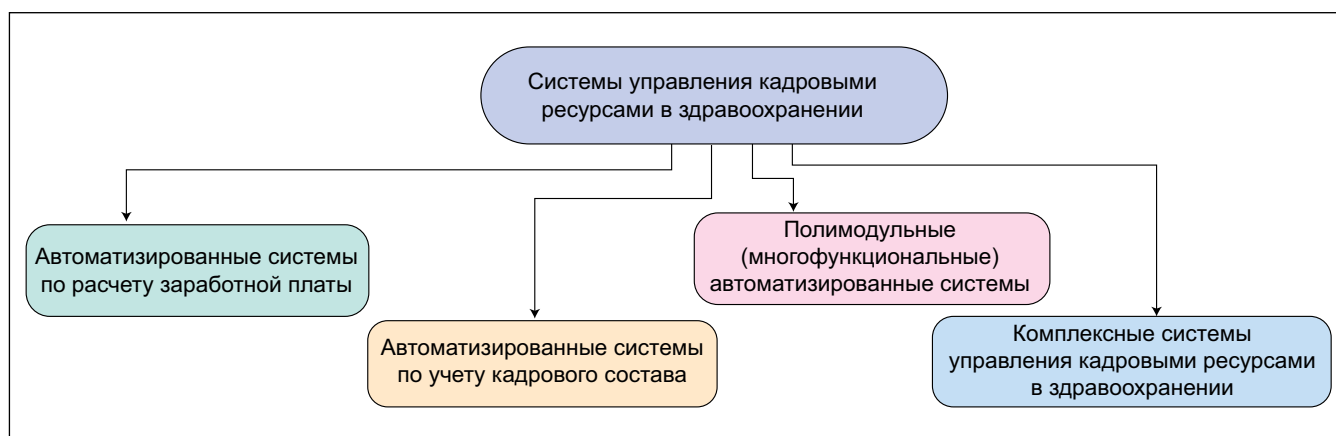 Системы управления кадровыми
ресурсами в здравоохранении
Автоматизированные системы
по расчету заработной платы
Автоматизированные системы
по учету кадрового состава
Полимодульные
(многофункциональные)
автоматизированные системы
Комплексные системы
управления кадровыми ресурсами
в здравоохранении